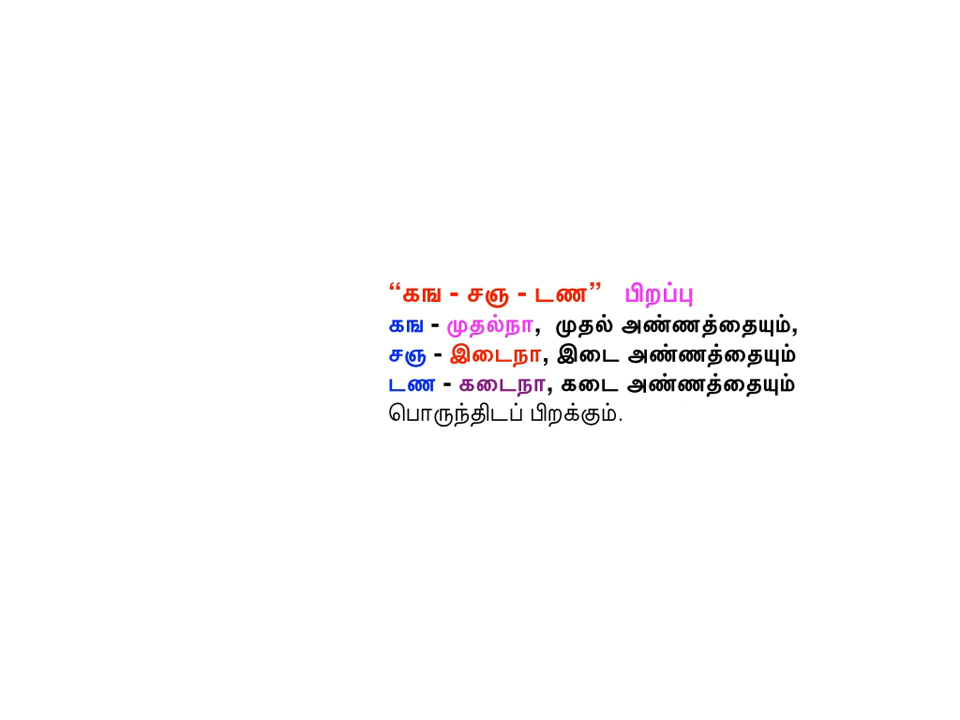 “கங - சஞ - டண” பிறப்பு
கங - முதல்நா, முதல் அண்ணத்தையும்,
சஞ - இடைநா, இடை அண்ணத்தையும்
டண - கடைநா, கடை அண்ணத்தையும்
பொருந்திடப் பிறக்கும்.